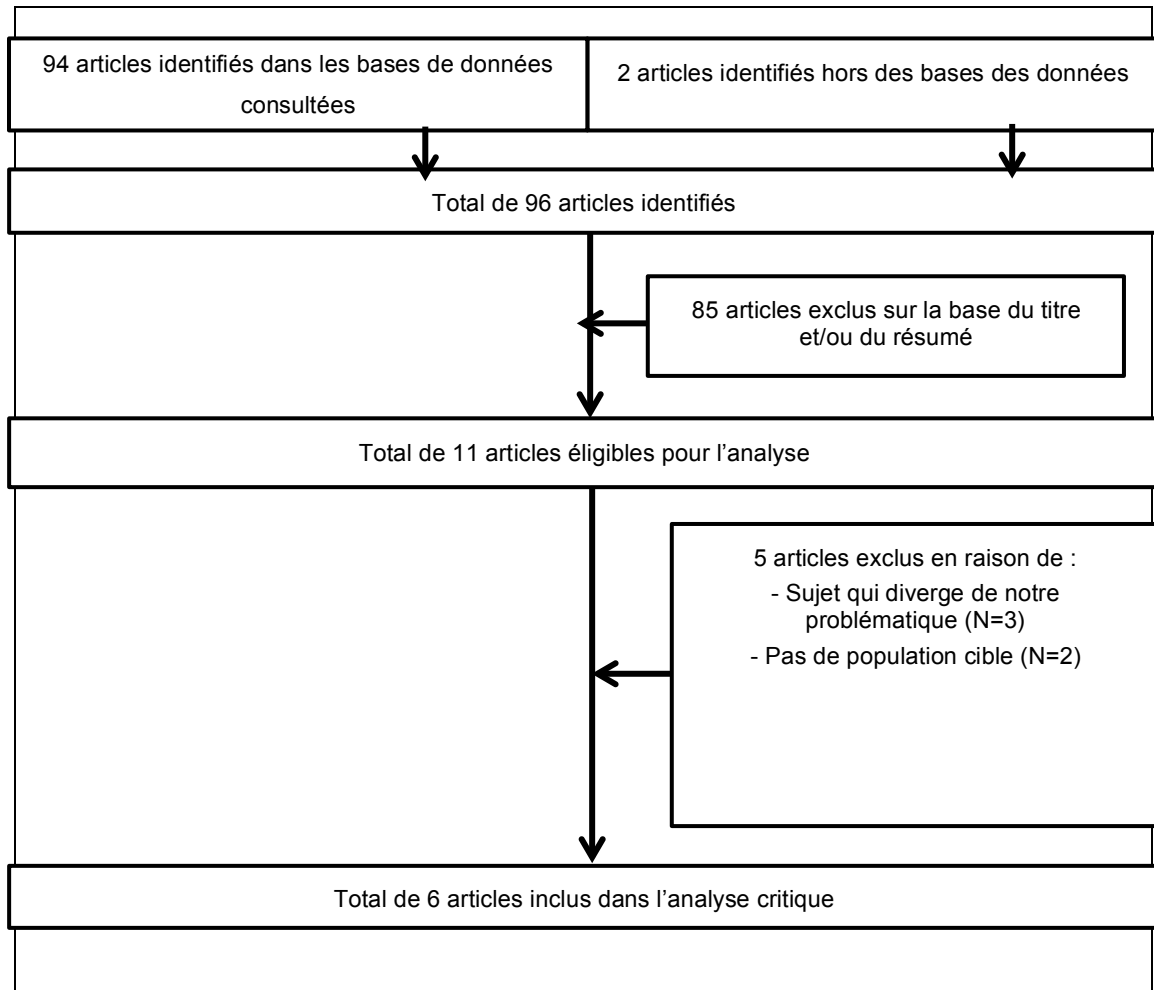 94 articles identifiés dans les bases de données
consultées
2 articles identifiés hors des bases des données
Total de 96 articles identifiés
85 articles exclus sur la base du titre
et/ou du résumé
Total de 11 articles éligibles pour l’analyse
5 articles exclus en raison de :
- Sujet qui diverge de notre
problématique (N=3)
- Pas de population cible (N=2)
Total de 6 articles inclus dans l’analyse critique